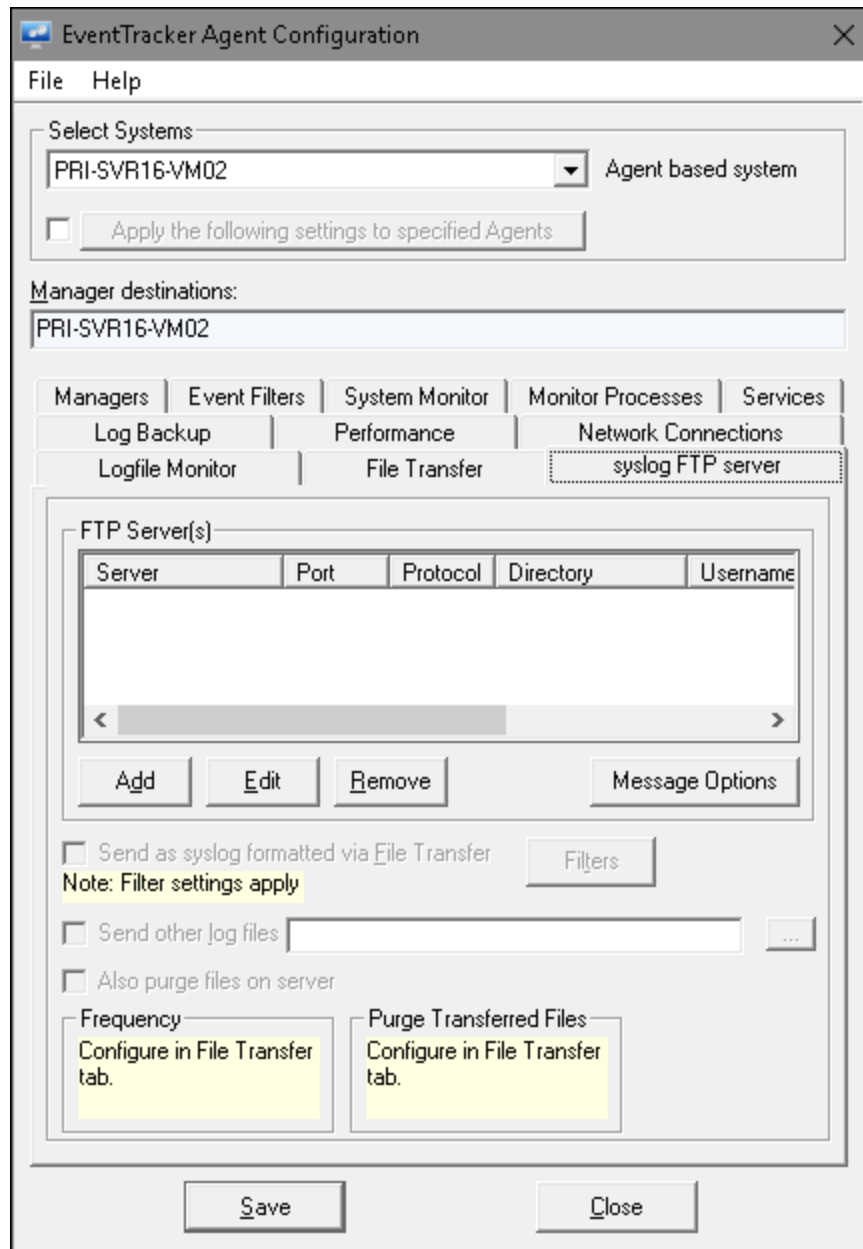 EventTracker Agent Configuration
File Help
Select Systems
PRI-SVR16-VM02 Agent based system
Apply the following settings to specified Agents
Manager destinations:
PRI-SVR16-VM02
Managers Event Filters System Monitor Monitor Processes Services
Log Backup Performance Network Connections
Logfile Monitor File Transfer syslog FTP server
FTP Server(s)
Server Port Protocol Directory Username
Add Edit Remove Message Options
Send as syslog formatted via File Transfer Filters
Note: Filter settings apply
Send other log files ...
Also purge files on server
Frequency Purge Transferred Files
Configure in File Transfer Configure in File Transfer
tab. tab.
Save Close